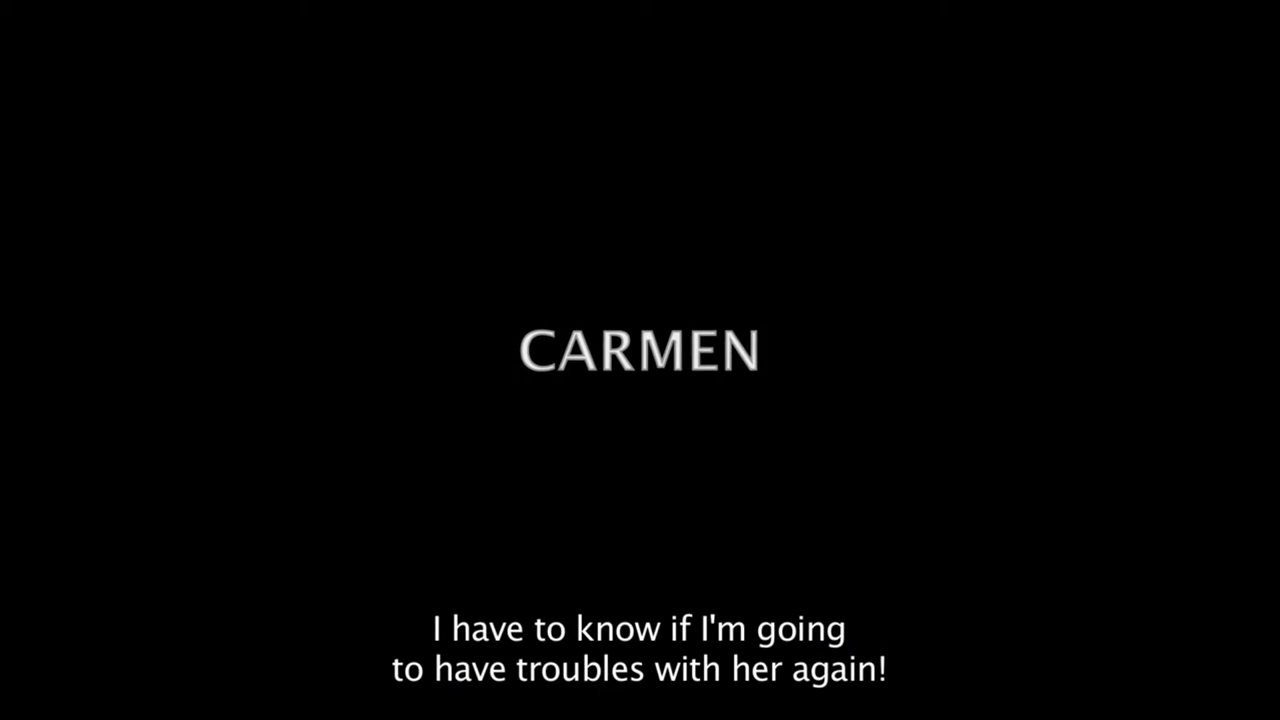 CARMEN
I have to know if I'm going
to have troubles with her again!